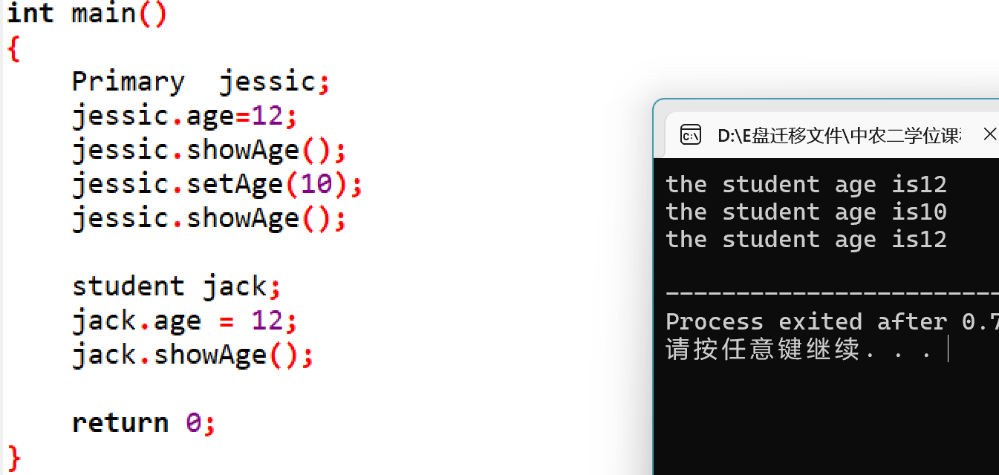 int main()
{
    Primary  jessic;
    jessic.age=12;
    jessic.showAge();
    jessic.setAge(10);
    jessic.showAge();
    student jack;
    jack.age = 12;
    jack.showAge();
    return 0;
}
D:\E盘迁移文件\中农二学位课
the student age is12
the student age is10
the student age is12
--------------------------------
Process exited after 0.7
请按任意键继续. . .